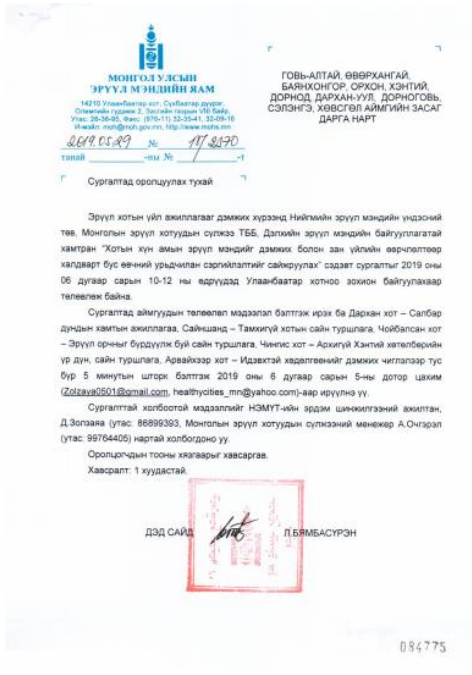 МОНГОЛ УЛСЫН
ЭРҮҮЛ МЭНДИЙН ЯАМ
14210 Улаанбаатар хот, Сүхбаатар дүүрэг,
Олимпийн гудамж 2, Засгийн газрын VIII байр,
Утас: 26-36-95, Факс: (976-11) 32-35-41, 32-09-16
И-мэйл: moh@moh.gov.mn, http://www.mohs.mn
2019.05.29 №
танай -ны № -т
ГОВЬ-АЛТАЙ, ӨВӨРХАНГАЙ,
БАЯНХОНГОР, ОРХОН, ХЭНТИЙ,
ДОРНОД, ДАРХАН-УУЛ, ДОРНОГОВЬ,
СЭЛЭНГЭ, ХӨВСГӨЛ АЙМГИЙН ЗАСАГ
ДАРГА НАРТ
Сургалтад оролцуулах тухай
Эрүүл хотын үйл ажиллагааг дэмжих хүрээнд Нийгмийн эрүүл мэндийн үндэсний
төв, Монголын эрүүл хотуудын сүлжээ ТББ, Дэлхийн эрүүл мэндийн байгууллагатай
хамтран "Хотын хүн амын эрүүл мэндийг дэмжих болон зан үйлийн өөрчлөлтөөр
халдварт бус өвчний урьдчилан сэргийлэлтийг сайжруулах" сэдэвт сургалтыг 2019 оны
06 дугаар сарын 10-12 ны өдрүүдэд Улаанбаатар хотноо зохион байгуулахаар
төлөвлөж байна.
Сургалтад аймгуудын төлөөлөл мэдээлэл бэлтгэж ирэх ба Дархан хот – Салбар
дундын хамтын ажиллагаа, Сайншанд – Тамхигүй хотын сайн туршлага, Чойбалсан хот
– Эрүүл орчныг бүрдүүлж буй сайн туршлага, Чингис хот – Архигүй Хэнтий хөтөлбөрийн
үр дүн, сайн туршлага, Арвайхээр хот – Идэвхтэй хөдөлгөөнийг дэмжих чиглэлээр тус
бүр 5 минутын шторк бэлтгэж 2019 оны 6 дугаар сарын 5-ны дотор цахим
(Zolzaya0501@gmail.com, healthycities_mn@yahoo.com)-аар ирүүлнэ үү.
Сургалттай холбоотой мэдээллийг НЭМҮТ-ийн эрдэм шинжилгээний ажилтан,
Д.Золзаяа (утас: 86899393, Монголын эрүүл хотуудын сүлжээний менежер А.Очгэрэл
(утас: 99764405) нартай холбогдоно уу.
Оролцогчдын тооны хязгаарыг хавсаргав.
Хавсралт: 1 хуудастай.
ДЭД САЙД Л.БЯМБАСҮРЭН
084775